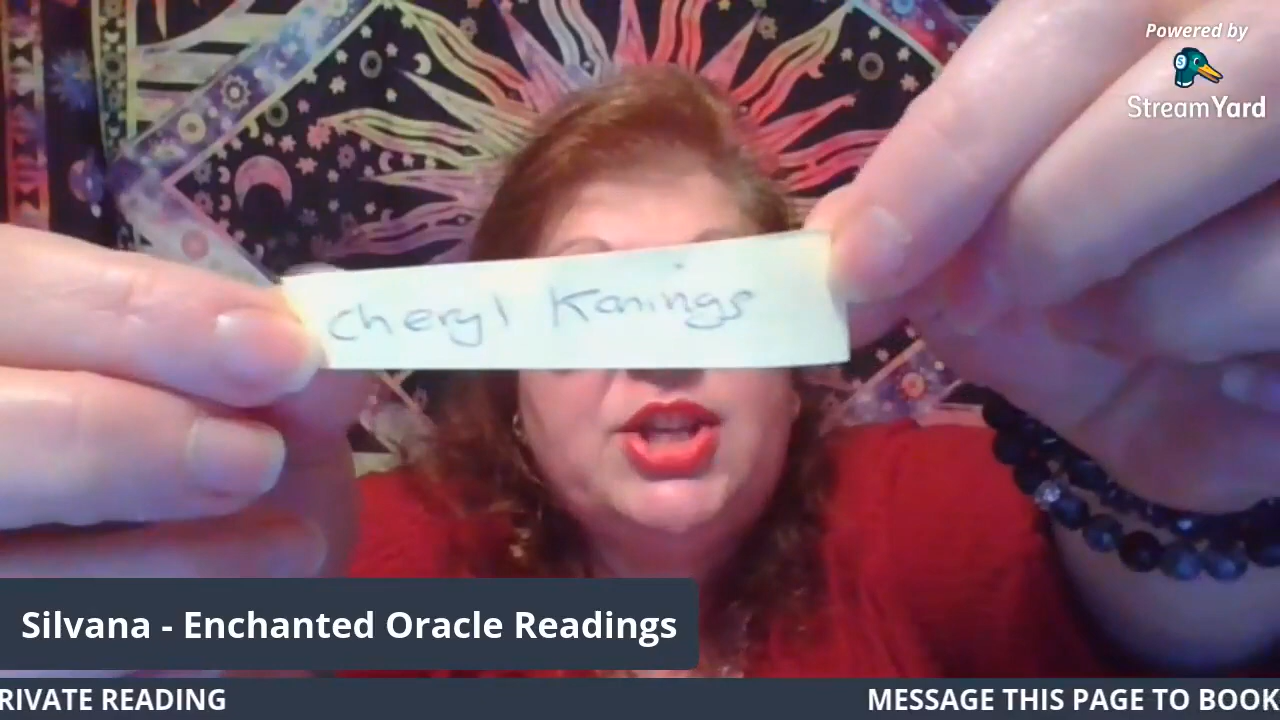 Powered by
StreamYard
cheryl Konings
Silvana - Enchanted Oracle Readings
RIVATE READING
MESSAGE THIS PAGE TO BOOK